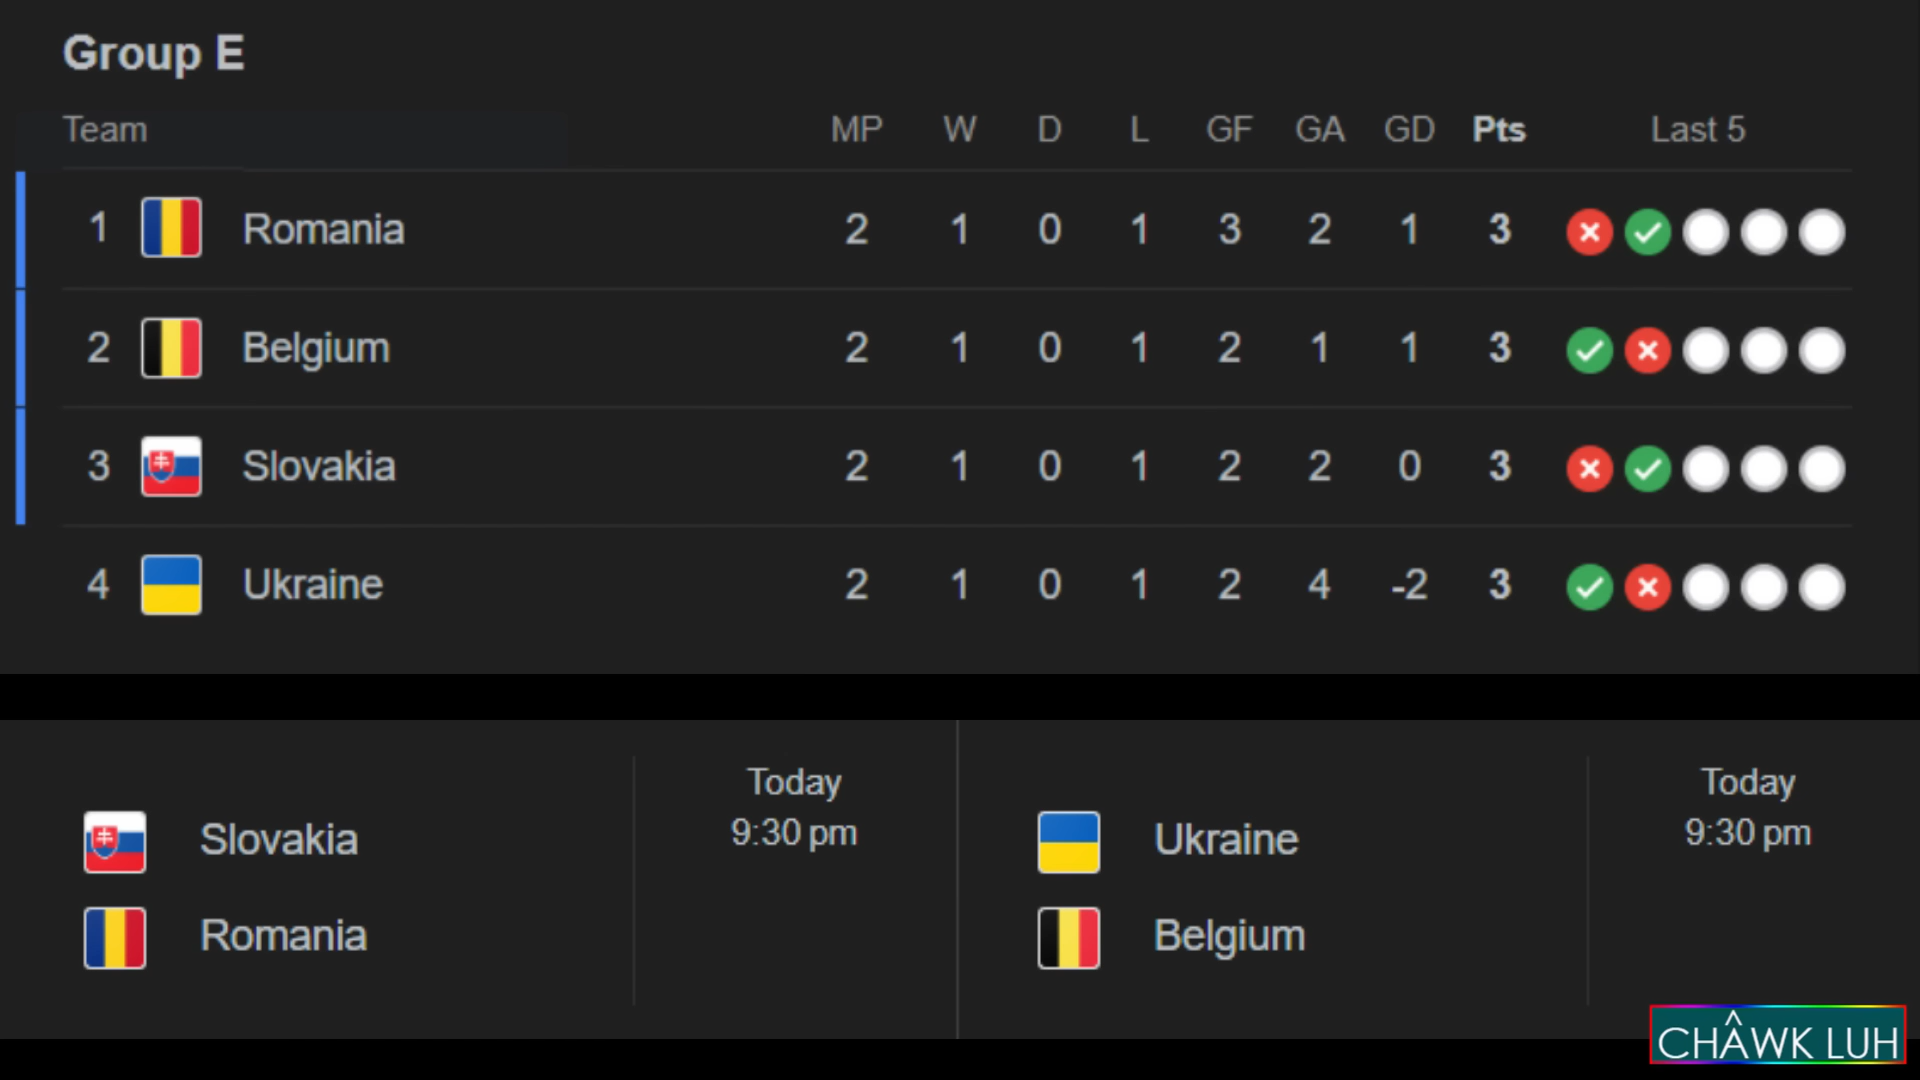 Group E
Team MP W D L GF GA GD Pts Last 5
1 Romania 2 1 0 1 3 2 1 3
2 Belgium 2 1 0 1 2 1 1 3
3 Slovakia 2 1 0 1 2 2 0 3
4 Ukraine 2 1 0 1 2 4 -2 3
Slovakia
Romania
Today
9:30 pm
Ukraine
Belgium
Today
9:30 pm
CHÂWK LUH